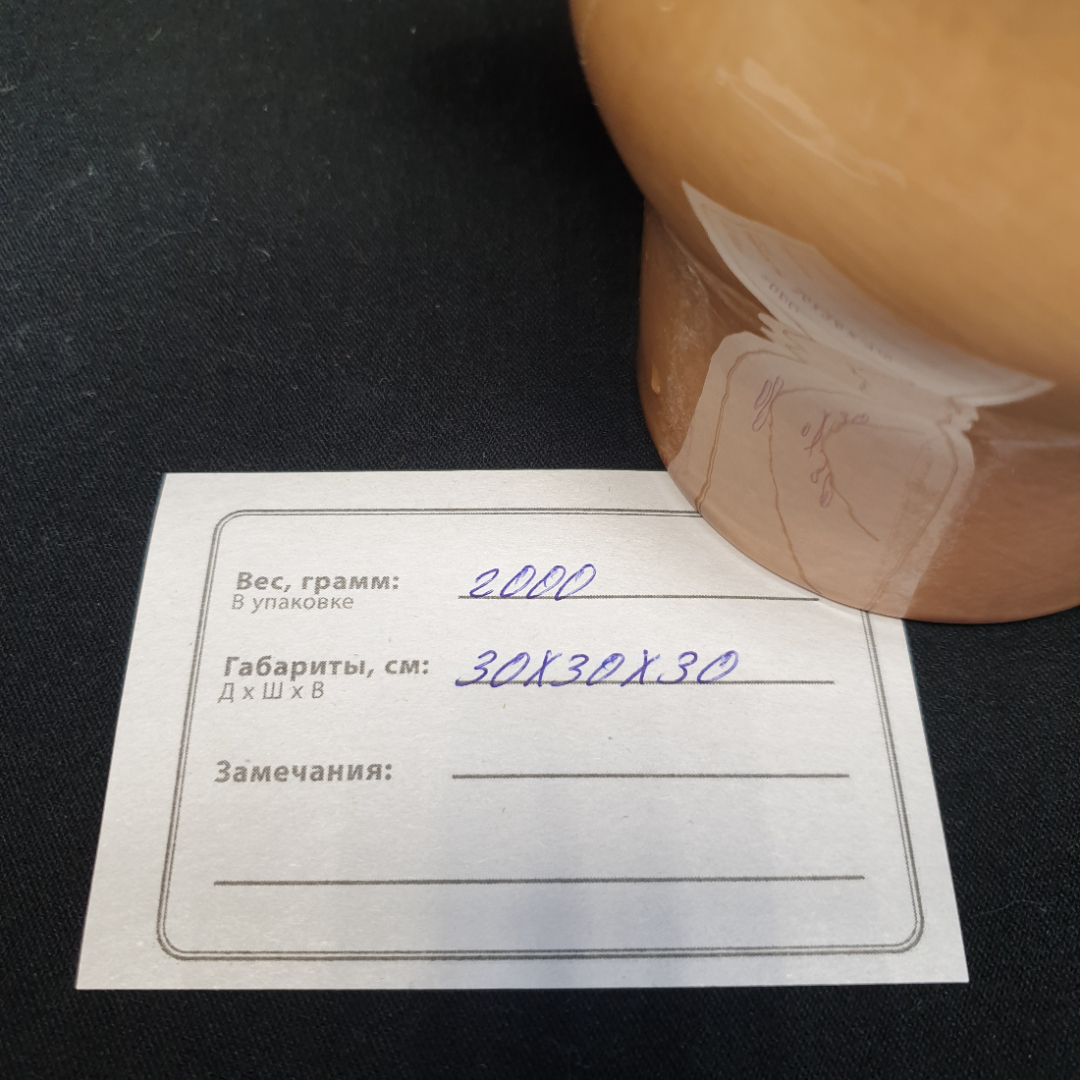 Вес, грамм: 2000
В упаковке
Габариты, см: 30X30X30
Д х Ш х В
Замечания: